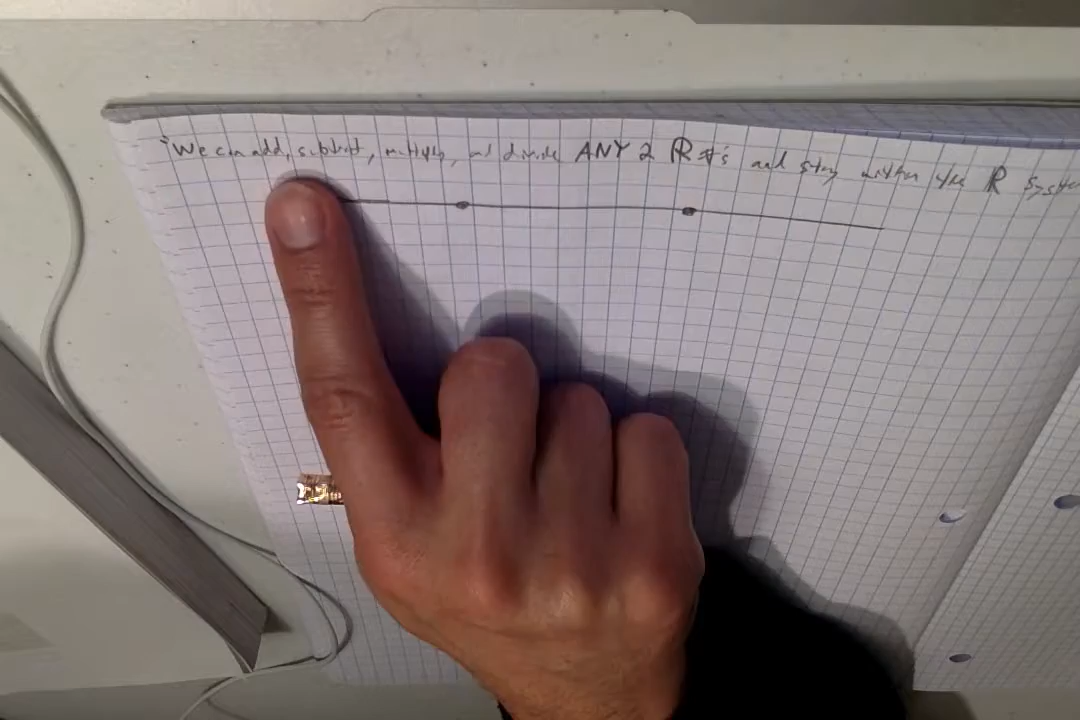 "We can add, subtract, multiply, and divide ANY 2 ℝ #'s and stay within the ℝ system